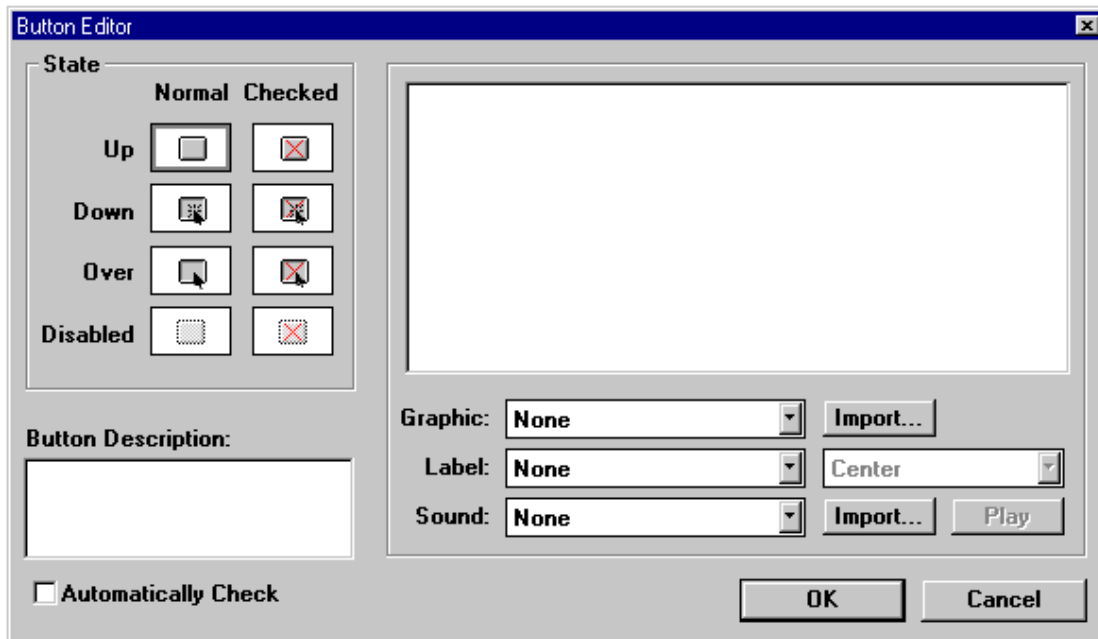 Button Editor
State
Normal Checked
Up
Down
Over
Disabled
Button Description:
Automatically Check
Graphic: None Import...
Label: None Center
Sound: None Import... Play
OK Cancel